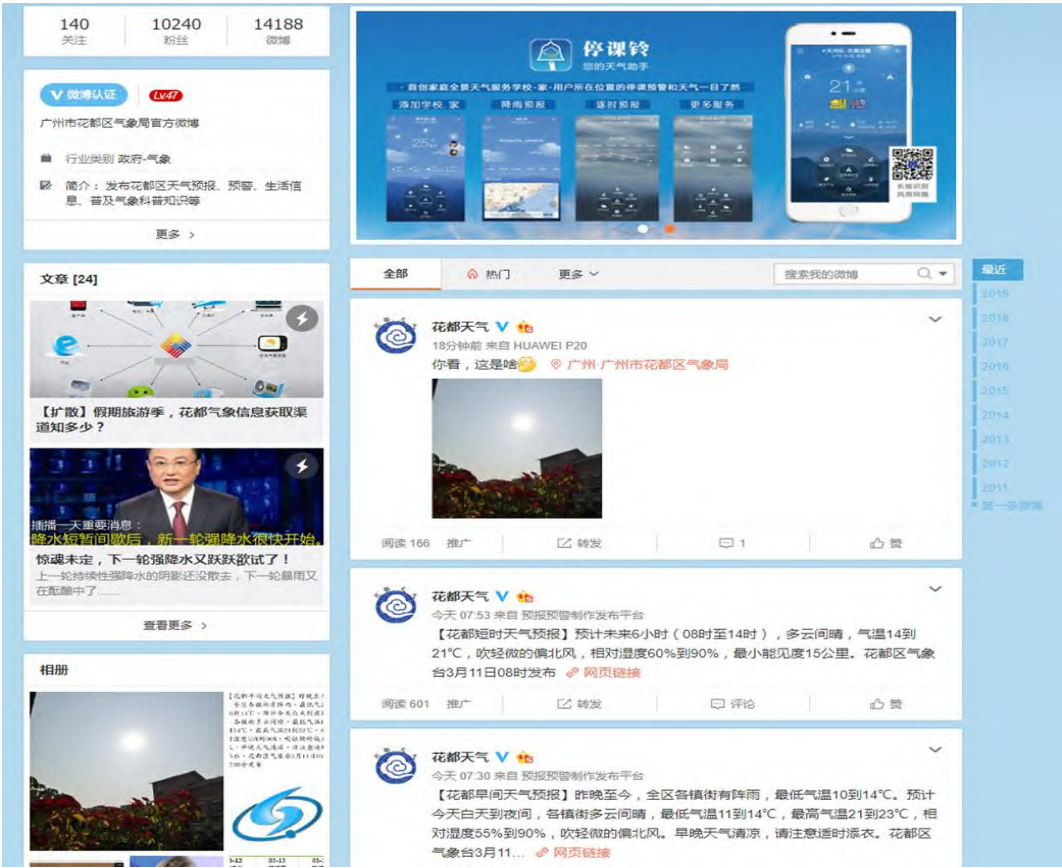 140
10240
14188
关注
粉丝
微博
V 微博认证
Lv.47
广州市花都区气象局官方微博
行业类别 政府-气象
简介： 发布花都区天气预报、预警、生活信
息、普及气象科普知识等
更多 >
文章 [24]
【扩散】假期旅游季，花都气象信息获取渠
道知多少？
插播一天重要消息：
降水短暂间歇后，新一轮强降水很快开始。
惊魂未定，下一轮强降水又跃跃欲试了！
上一轮持续性强降水的阴影还没散去，下一轮暴雨又
在酝酿中了……
查看更多 >
相册
停课铃
您的天气助手
· 首创家庭全景天气服务学校-家-用户所在位置的停课预警和天气一目了然
添加学校 家
降雨预报
逐时预报
更多服务
21
长按识别
全部
热门
更多
搜索我的微博
最近
2019
2018
2017
2016
2015
2014
2013
2012
2011
第一条微博
花都天气
18分钟前 来自 HUAWEI P20
你看，这是啥 广州·广州市花都区气象局
阅读 166 推广
转发
1
赞
花都天气
今天 07:53 来自 预报预警制作发布平台
【花都短时天气预报】预计未来6小时（08时至14时），多云间晴，气温14到
21℃，吹轻微的偏北风，相对湿度60%到90%，最小能见度15公里。花都区气象
台3月11日08时发布 网页链接
阅读 601 推广
转发
评论
赞
花都天气
今天 07:30 来自 预报预警制作发布平台
【花都早间天气预报】昨晚至今，全区各镇街有阵雨，最低气温10到14℃。预计
今天白天到夜间，各镇街多云间晴，最低气温11到14℃，最高气温21到23℃，相
对湿度55%到90%，吹轻微的偏北风。早晚天气清凉，请注意适时添衣。花都区
气象台3月11... 网页链接